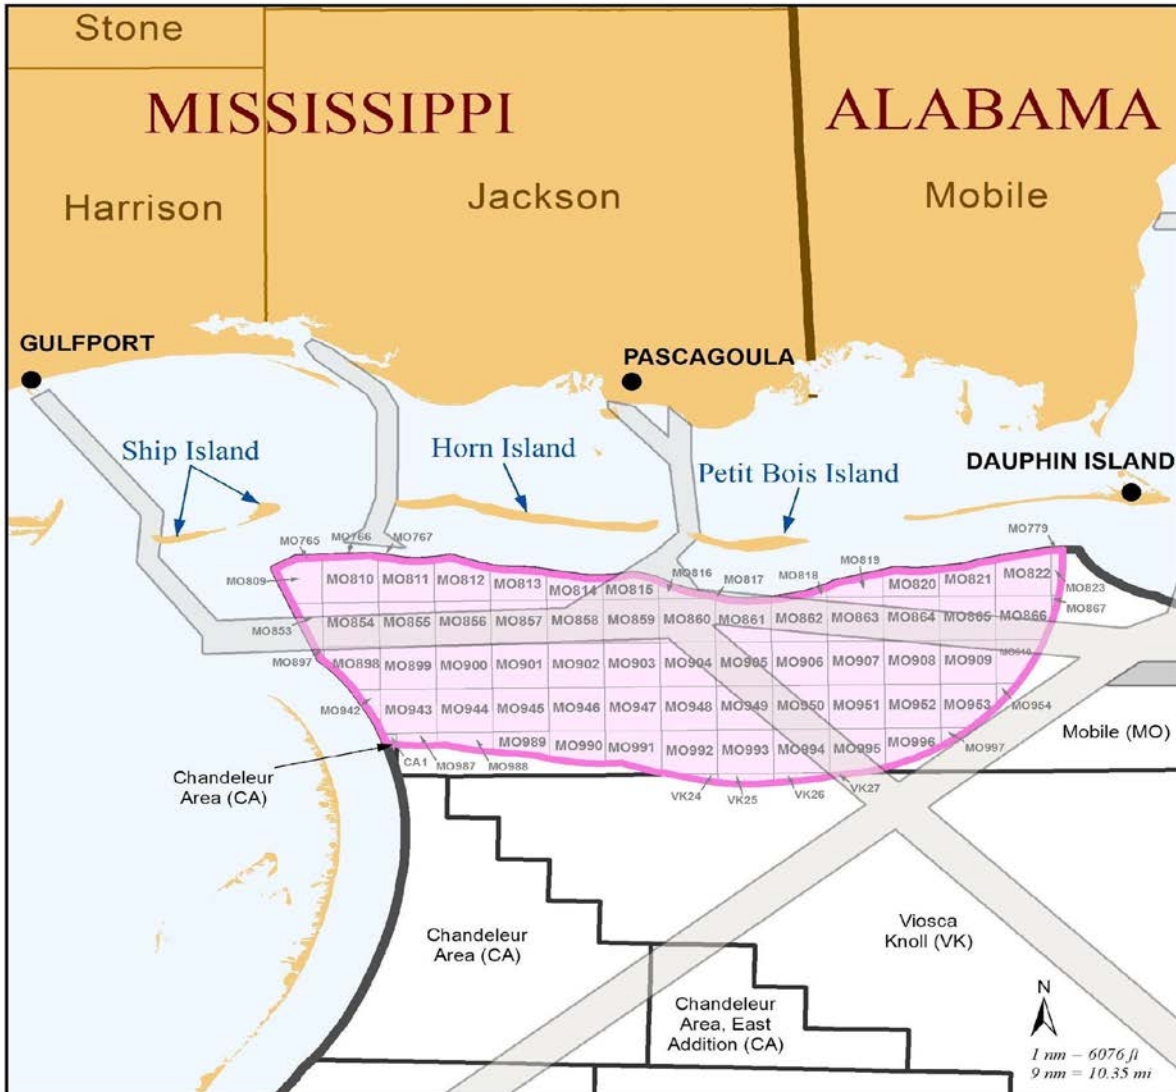 Stone
MISSISSIPPI
ALABAMA
Harrison
Jackson
Mobile
GULFPORT
PASCAGOULA
Ship Island
Horn Island
Petit Bois Island
DAUPHIN ISLAND
MO765
MO766
MO767
MO779
MO809
MO810
MO811
MO812
MO813
MO814
MO815
MO816
MO817
MO818
MO819
MO820
MO821
MO822
MO823
MO853
MO854
MO855
MO856
MO857
MO858
MO859
MO860
MO861
MO862
MO863
MO864
MO865
MO866
MO867
MO897
MO898
MO899
MO900
MO901
MO902
MO903
MO904
MO905
MO906
MO907
MO908
MO909
MO910
MO942
MO943
MO944
MO945
MO946
MO947
MO948
MO949
MO950
MO951
MO952
MO953
MO954
Mobile (MO)
CA1
MO987
MO988
MO989
MO990
MO991
MO992
MO993
MO994
MO995
MO996
MO997
VK24
VK25
VK26
VK27
Chandeleur
Area (CA)
Chandeleur
Area (CA)
Viosca
Knoll (VK)
Chandeleur
Area, East
Addition (CA)
N
1 nm = 6076 ft
9 nm = 10.35 mi